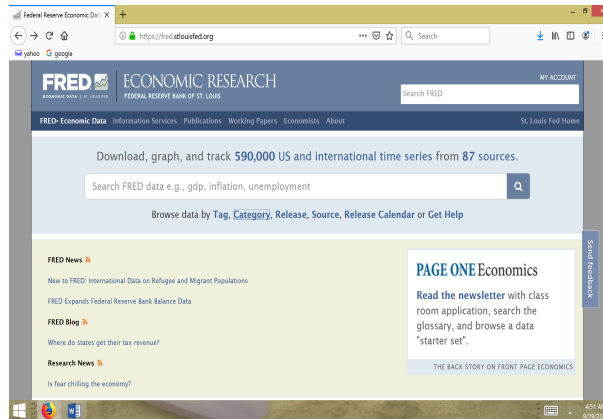 Federal Reserve Economic Data
https://fred.stlouisfed.org
Search
yahoo
google
FRED
ECONOMIC DATA | ST. LOUIS FED
ECONOMIC RESEARCH
FEDERAL RESERVE BANK OF ST. LOUIS
MY ACCOUNT
Search FRED
FRED® Economic Data Information Services Publications Working Papers Economists About
St. Louis Fed Home
Download, graph, and track 590,000 US and international time series from 87 sources.
Search FRED data e.g., gdp, inflation, unemployment
Browse data by Tag, Category, Release, Source, Release Calendar or Get Help
Send feedback
FRED News
New to FRED: International Data on Refugee and Migrant Populations
FRED Expands Federal Reserve Bank Balance Data
FRED Blog
Where do states get their tax revenue?
Research News
Is fear chilling the economy?
PAGE ONE Economics
Read the newsletter with class
room application, search the
glossary, and browse a data
"starter set".
THE BACK STORY ON FRONT PAGE ECONOMICS
4:51 AM